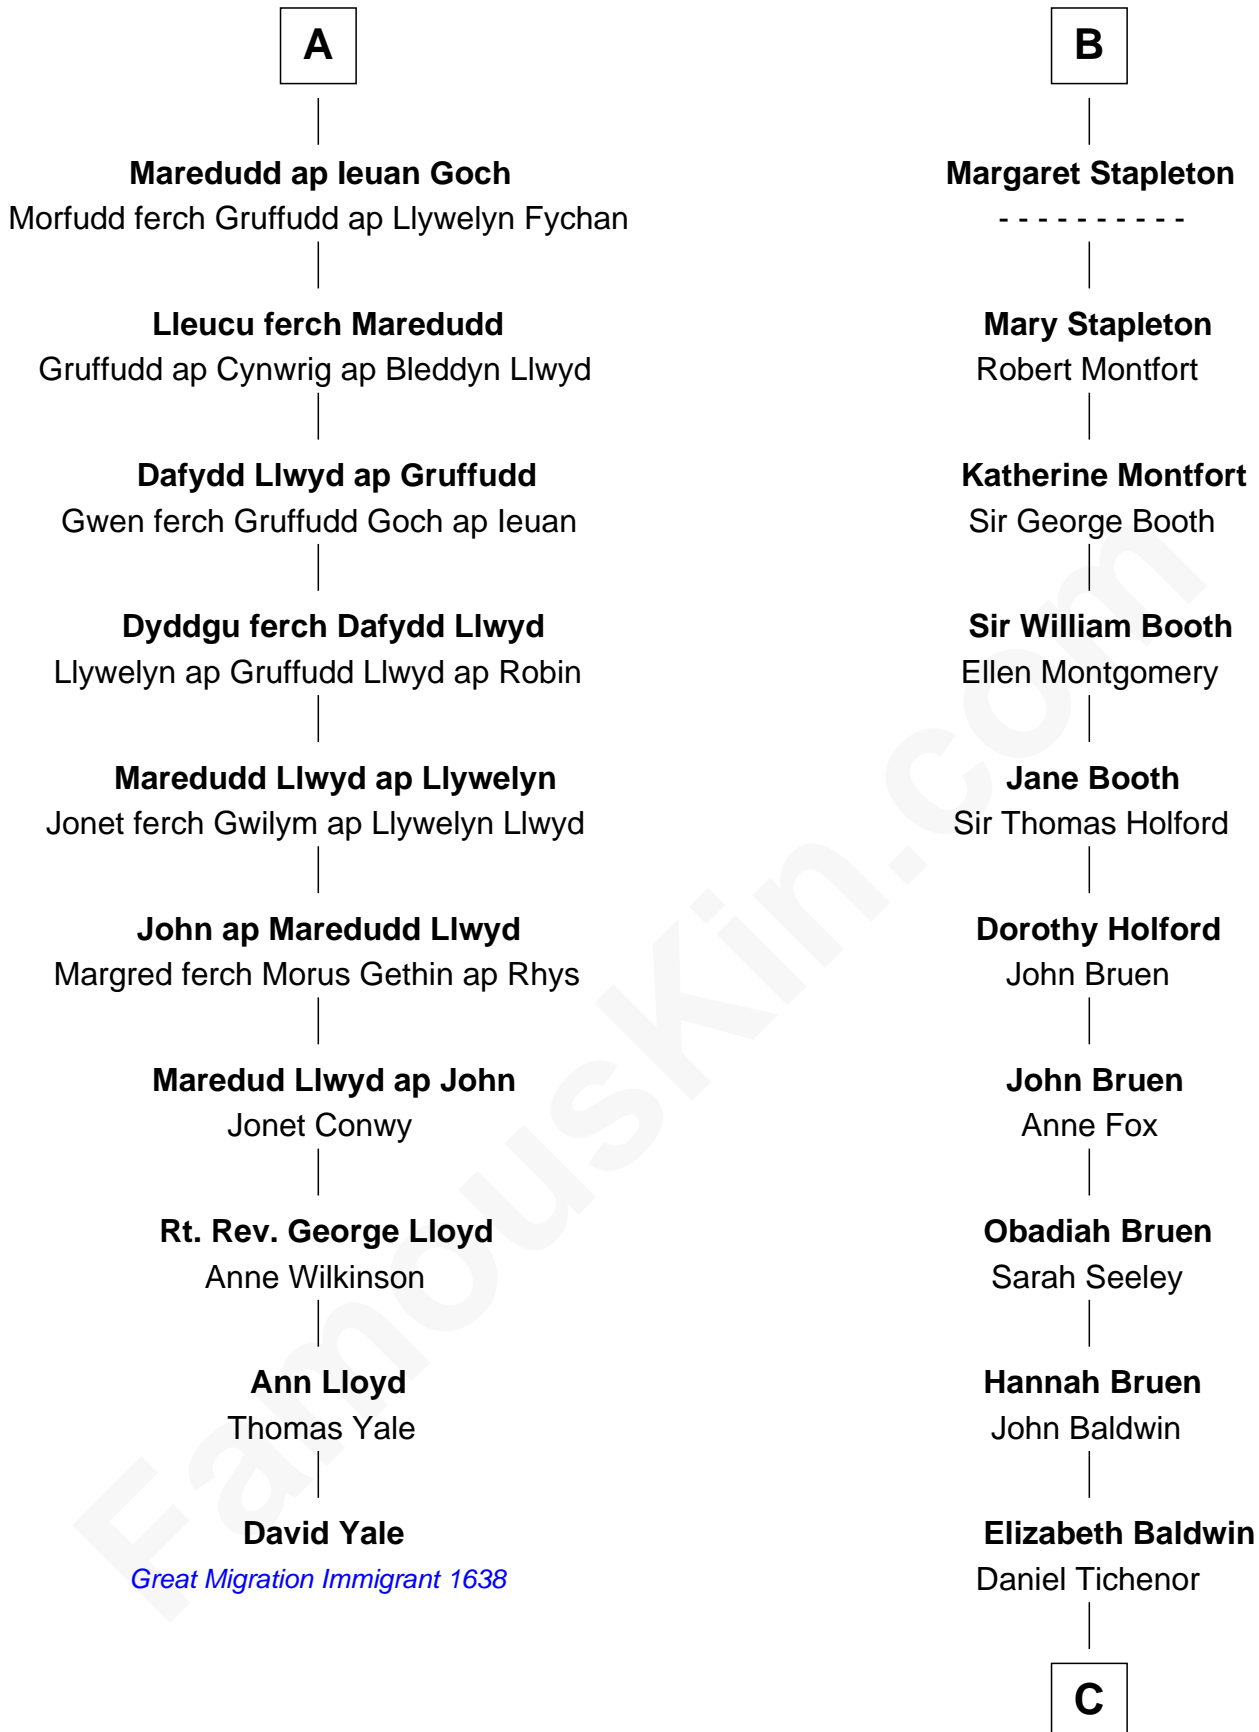 A
Maredudd ap Ieuan Goch
Morfudd ferch Gruffudd ap Llywelyn Fychan
Lleucu ferch Maredudd
Gruffudd ap Cynwrig ap Bleddyn Llwyd
Dafydd Llwyd ap Gruffudd
Gwen ferch Gruffudd Goch ap Ieuan
Dyddgu ferch Dafydd Llwyd
Llywelyn ap Gruffudd Llwyd ap Robin
Maredudd Llwyd ap Llywelyn
Jonet ferch Gwilym ap Llywelyn Llwyd
John ap Maredudd Llwyd
Margred ferch Morus Gethin ap Rhys
Maredud Llwyd ap John
Jonet Conwy
Rt. Rev. George Lloyd
Anne Wilkinson
Ann Lloyd
Thomas Yale
David Yale
Great Migration Immigrant 1638
B
Margaret Stapleton
- - - - - - - - - -
Mary Stapleton
Robert Montfort
Katherine Montfort
Sir George Booth
Sir William Booth
Ellen Montgomery
Jane Booth
Sir Thomas Holford
Dorothy Holford
John Bruen
John Bruen
Anne Fox
Obadiah Bruen
Sarah Seeley
Hannah Bruen
John Baldwin
Elizabeth Baldwin
Daniel Tichenor
C
FamousKin.com